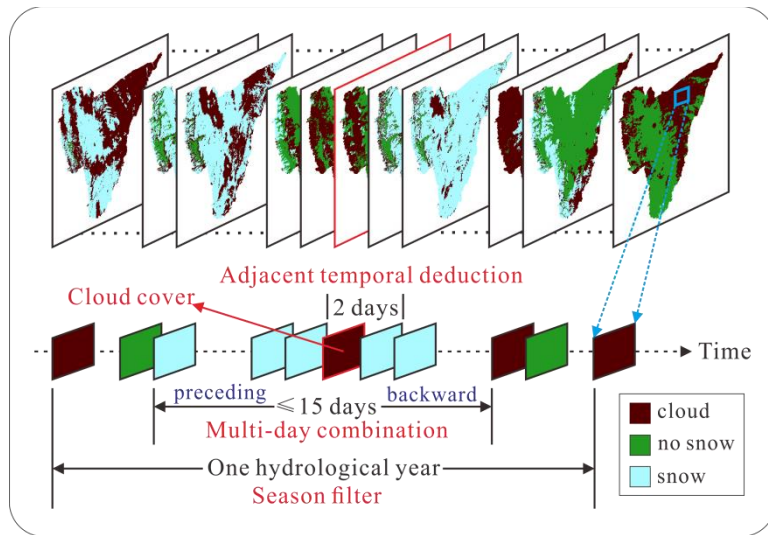 Adjacent temporal deduction
Cloud cover
2 days
Time
preceding
⩽15 days
backward
Multi-day combination
One hydrological year
Season filter
cloud
no snow
snow